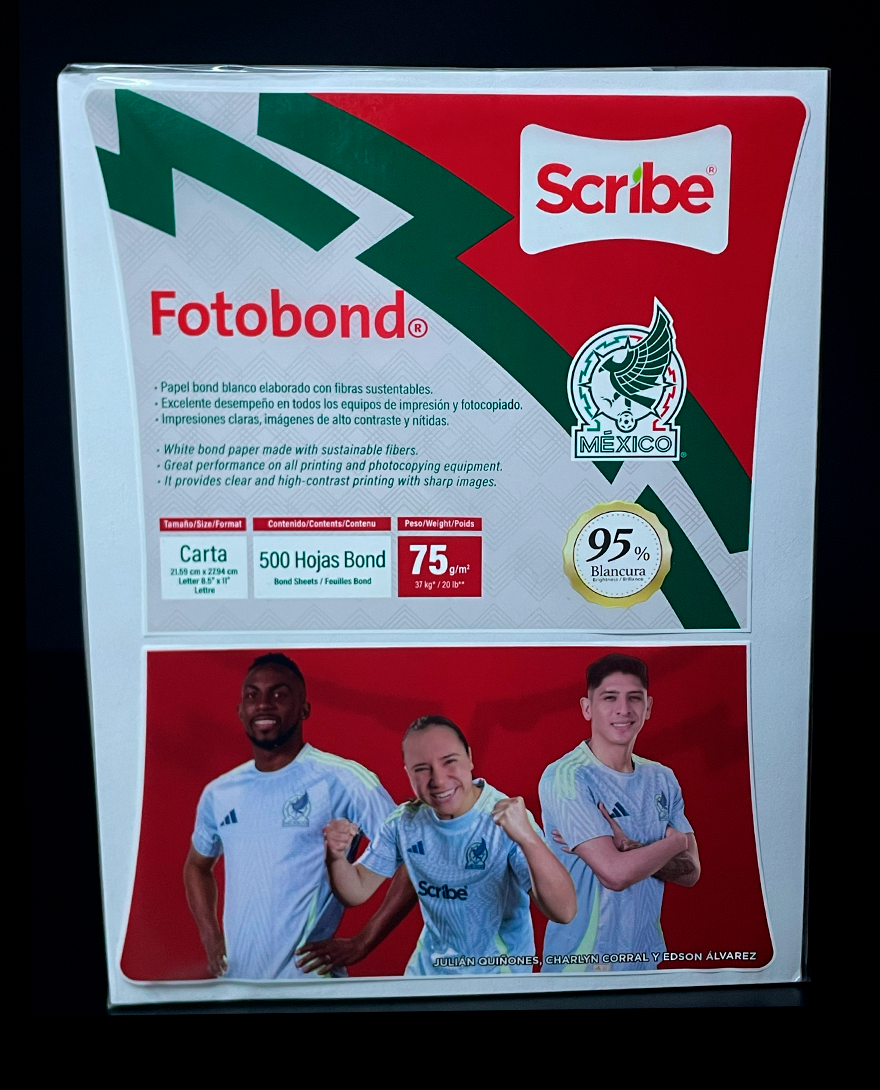 Scribe®
Fotobond®
MÉXICO®
· Papel bond blanco elaborado con fibras sustentables.
· Excelente desempeño en todos los equipos de impresión y fotocopiado.
· Impresiones claras, imágenes de alto contraste y nítidas.
· White bond paper made with sustainable fibers.
· Great performance on all printing and photocopying equipment.
· It provides clear and high-contrast printing with sharp images.
Tamaño/Size/Format
Carta
21.59 cm x 27.94 cm
Letter 8.5" x 11"
Lettre
Contenido/Contents/Contenu
500 Hojas Bond
Bond Sheets / Feuilles Bond
Peso/Weight/Poids
75 g/m²
37 kg* / 20 lb**
95%
Blancura
Brightness / Brillance
Scribe
JULIÁN QUIÑONES, CHARLYN CORRAL Y EDSON ÁLVAREZ